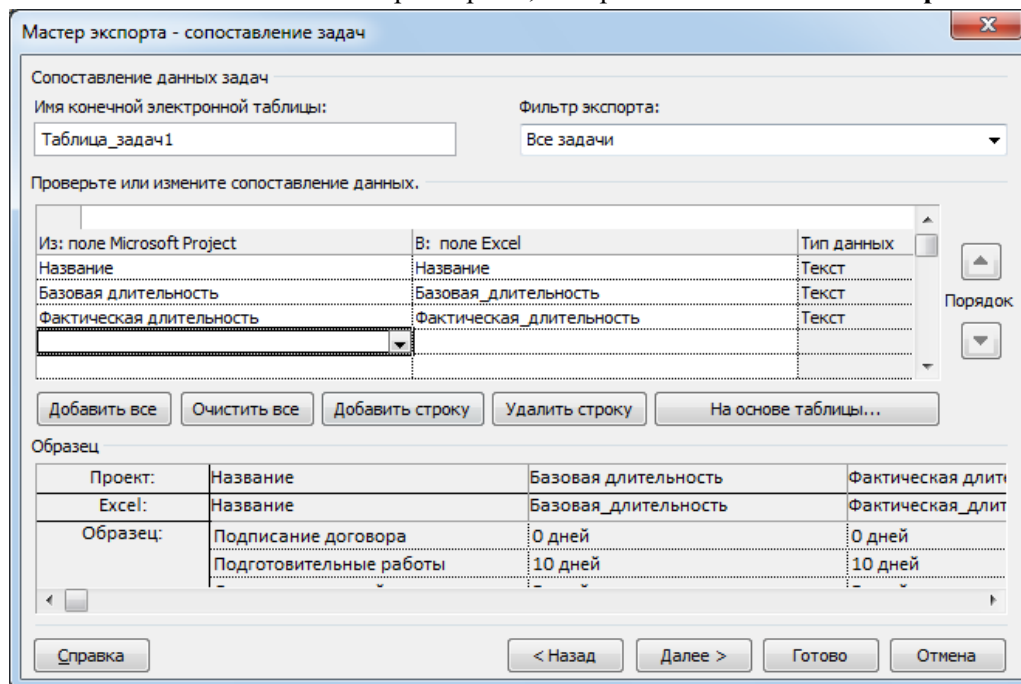 Мастер экспорта - сопоставление задач
Сопоставление данных задач
Имя конечной электронной таблицы: Фильтр экспорта:
Таблица_задач1 Все задачи
Проверьте или измените сопоставление данных.
Из: поле Microsoft Project В: поле Excel Тип данных
Название Название Текст
Базовая длительность Базовая_длительность Текст
Фактическая длительность Фактическая_длительность Текст
Порядок
Добавить все Очистить все Добавить строку Удалить строку На основе таблицы...
Образец
Проект: Название Базовая длительность Фактическая длит
Excel: Название Базовая_длительность Фактическая_длит
Образец: Подписание договора 0 дней 0 дней
Подготовительные работы 10 дней 10 дней
Справка < Назад Далее > Готово Отмена